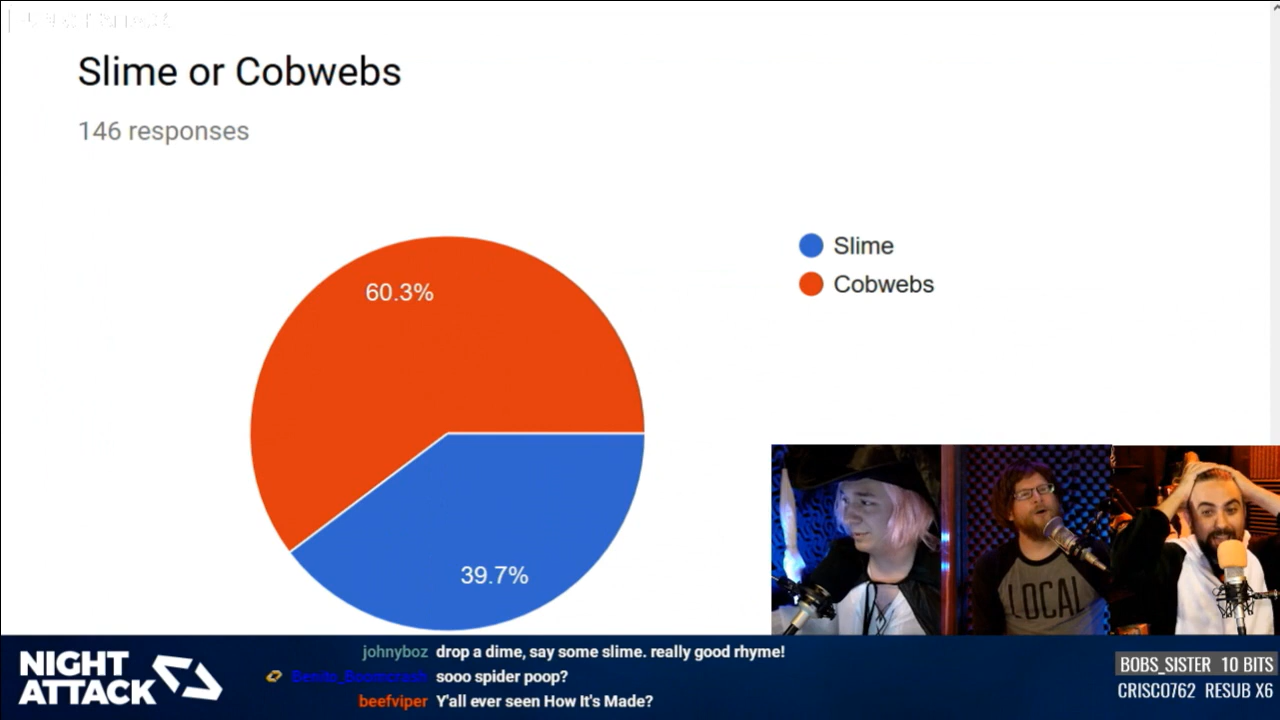 Slime or Cobwebs
146 responses
Slime
Cobwebs
60.3%
39.7%
LOCAL
NIGHT
ATTACK
johnyboz drop a dime, say some slime. really good rhyme!
Benito_Boomcrash sooo spider poop?
beefviper Y'all ever seen How It's Made?
BOBS_SISTER 10 BITS
CRISCO762 RESUB X6